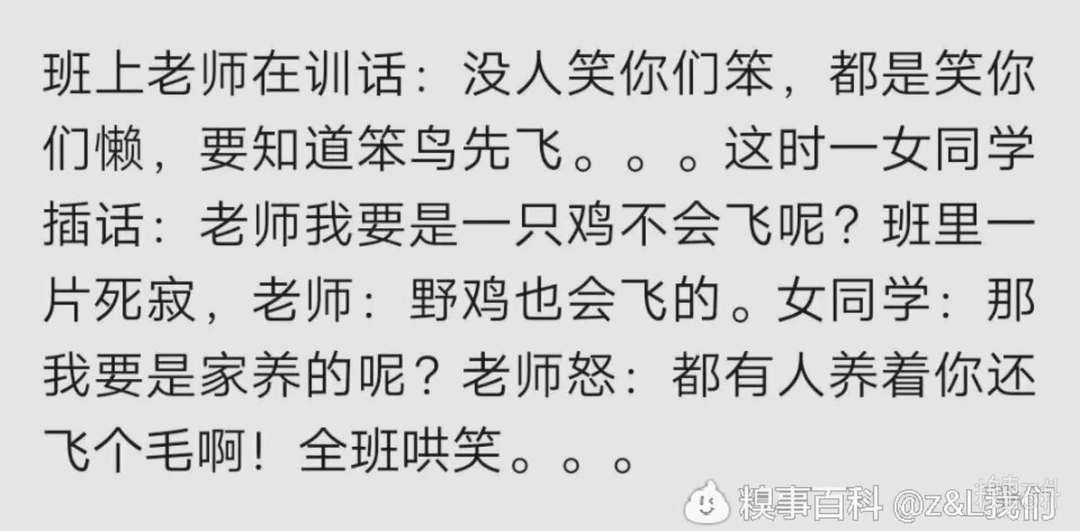 班上老师在训话：没人笑你们笨，都是笑你
们懒，要知道笨鸟先飞。。。这时一女同学
插话：老师我要是一只鸡不会飞呢？班里一
片死寂，老师：野鸡也会飞的。女同学：那
我要是家养的呢？老师怒：都有人养着你还
飞个毛啊！全班哄笑。。。
糗事百科 @z&L我们